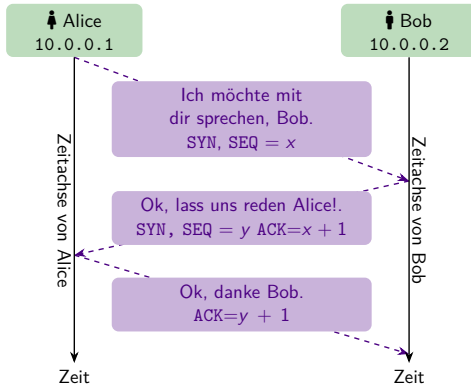 Alice
10.0.0.1
Bob
10.0.0.2
Ich möchte mit
dir sprechen, Bob.
SYN, SEQ = x
Zeitachse von Alice
Zeitachse von Bob
Ok, lass uns reden Alice!.
SYN, SEQ = y ACK=x + 1
Ok, danke Bob.
ACK=y + 1
Zeit
Zeit